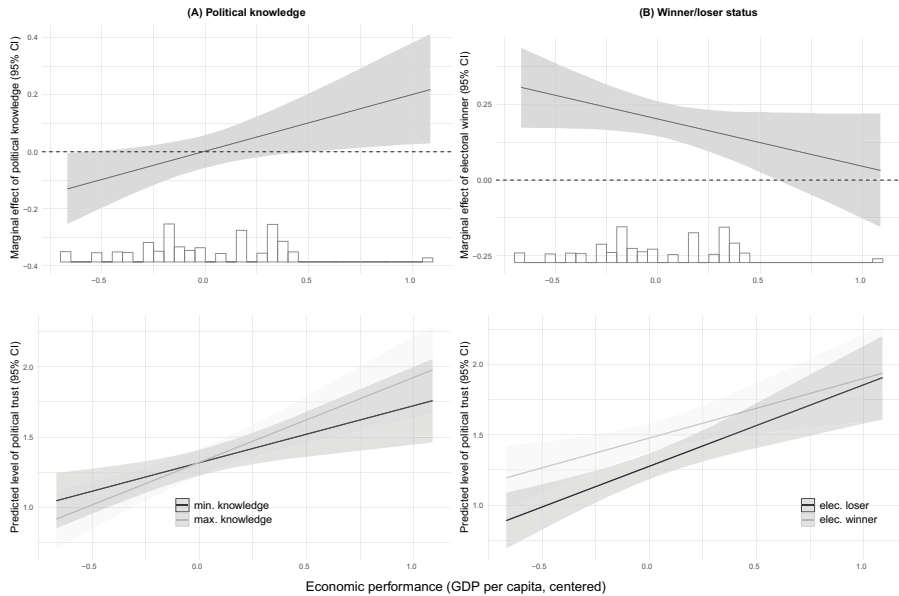 (A) Political knowledge
Marginal effect of political knowledge (95% CI)
0.4
0.2
0.0
−0.2
−0.4
−0.5
0.0
0.5
1.0
(B) Winner/loser status
Marginal effect of electoral winner (95% CI)
0.25
0.00
−0.25
−0.5
0.0
0.5
1.0
Predicted level of political trust (95% CI)
2.0
1.5
1.0
min. knowledge
max. knowledge
−0.5
0.0
0.5
1.0
Predicted level of political trust (95% CI)
2.0
1.5
1.0
elec. loser
elec. winner
−0.5
0.0
0.5
1.0
Economic performance (GDP per capita, centered)